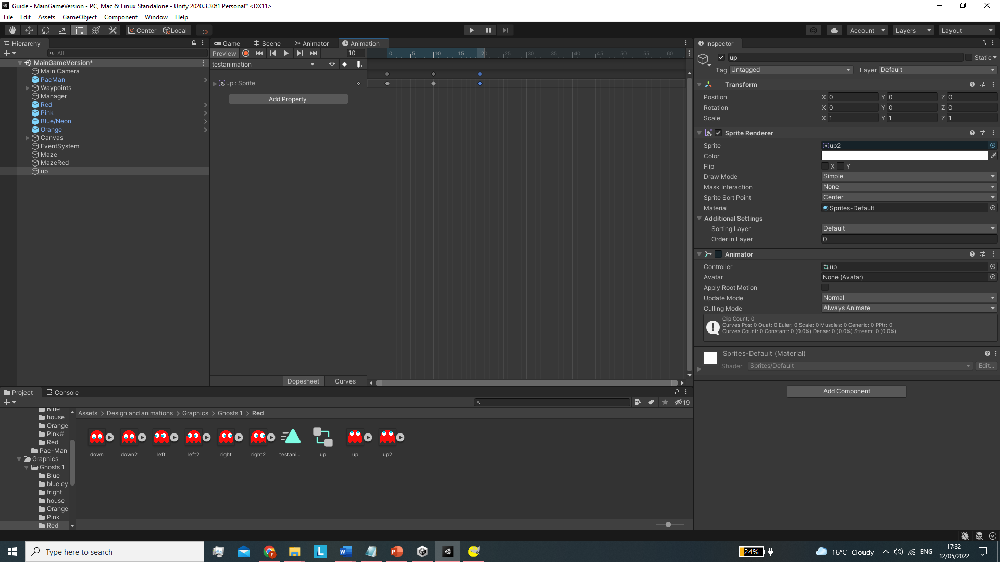 Guide - MainGameVersion - PC, Mac & Linux Standalone - Unity 2020.3.30f1 Personal* <DX11>
File Edit Assets GameObject Component Window Help
Center Local Account Layers Layout
Hierarchy
All
MainGameVersion*
Main Camera
PacMan
Waypoints
Manager
Red
Pink
Blue/Neon
Orange
Canvas
EventSystem
Maze
MazeRed
up
Game Scene Animator Animation
Preview 10
0 5 10 15 20 25 30 35 40 45 50 55 60
testanimation
up : Sprite
Add Property
Dopesheet Curves
Inspector
up Static
Tag Untagged Layer Default
Transform
Position X 0 Y 0 Z 0
Rotation X 0 Y 0 Z 0
Scale X 1 Y 1 Z 1
Sprite Renderer
Sprite up2
Color
Flip X Y
Draw Mode Simple
Mask Interaction None
Sprite Sort Point Center
Material Sprites-Default
Additional Settings
Sorting Layer Default
Order in Layer 0
Animator
Controller up
Avatar None (Avatar)
Apply Root Motion
Update Mode Normal
Culling Mode Always Animate
Clip Count: 0
Curves Pos: 0 Quat: 0 Euler: 0 Scale: 0 Muscles: 0 Generic: 0 PPtr: 0
Curves Count: 0 Constant: 0 (0.0%) Dense: 0 (0.0%) Stream: 0 (0.0%)
Sprites-Default (Material)
Shader Sprites/Default Edit...
Add Component
Project Console
19
Blue
house
Orange
Pink#
Red
Pac-Man
Graphics
Ghosts 1
Blue
blue ey
fright
house
Orange
Pink
Red
Assets > Design and animations > Graphics > Ghosts 1 > Red
down down2 left left2 right right2 testani... up up up2
Type here to search
24%
16°C Cloudy
ENG
17:32
12/05/2022